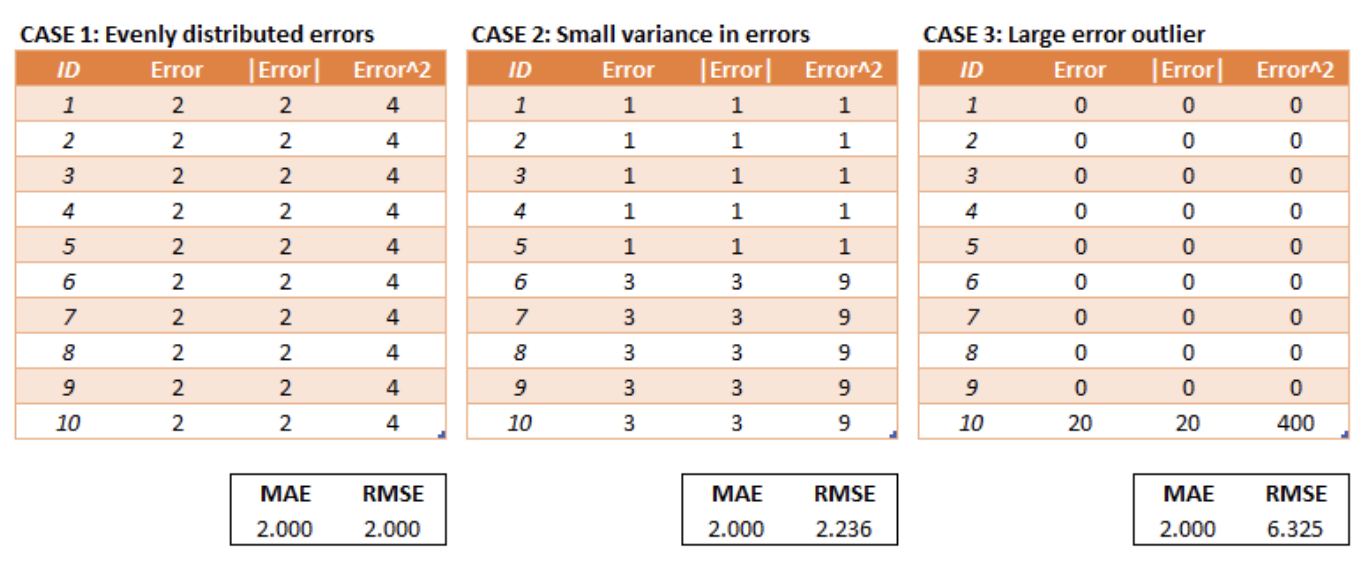 CASE 1: Evenly distributed errors
ID Error |Error| Error^2
1 2 2 4
2 2 2 4
3 2 2 4
4 2 2 4
5 2 2 4
6 2 2 4
7 2 2 4
8 2 2 4
9 2 2 4
10 2 2 4
MAE RMSE
2.000 2.000
CASE 2: Small variance in errors
ID Error |Error| Error^2
1 1 1 1
2 1 1 1
3 1 1 1
4 1 1 1
5 1 1 1
6 3 3 9
7 3 3 9
8 3 3 9
9 3 3 9
10 3 3 9
MAE RMSE
2.000 2.236
CASE 3: Large error outlier
ID Error |Error| Error^2
1 0 0 0
2 0 0 0
3 0 0 0
4 0 0 0
5 0 0 0
6 0 0 0
7 0 0 0
8 0 0 0
9 0 0 0
10 20 20 400
MAE RMSE
2.000 6.325